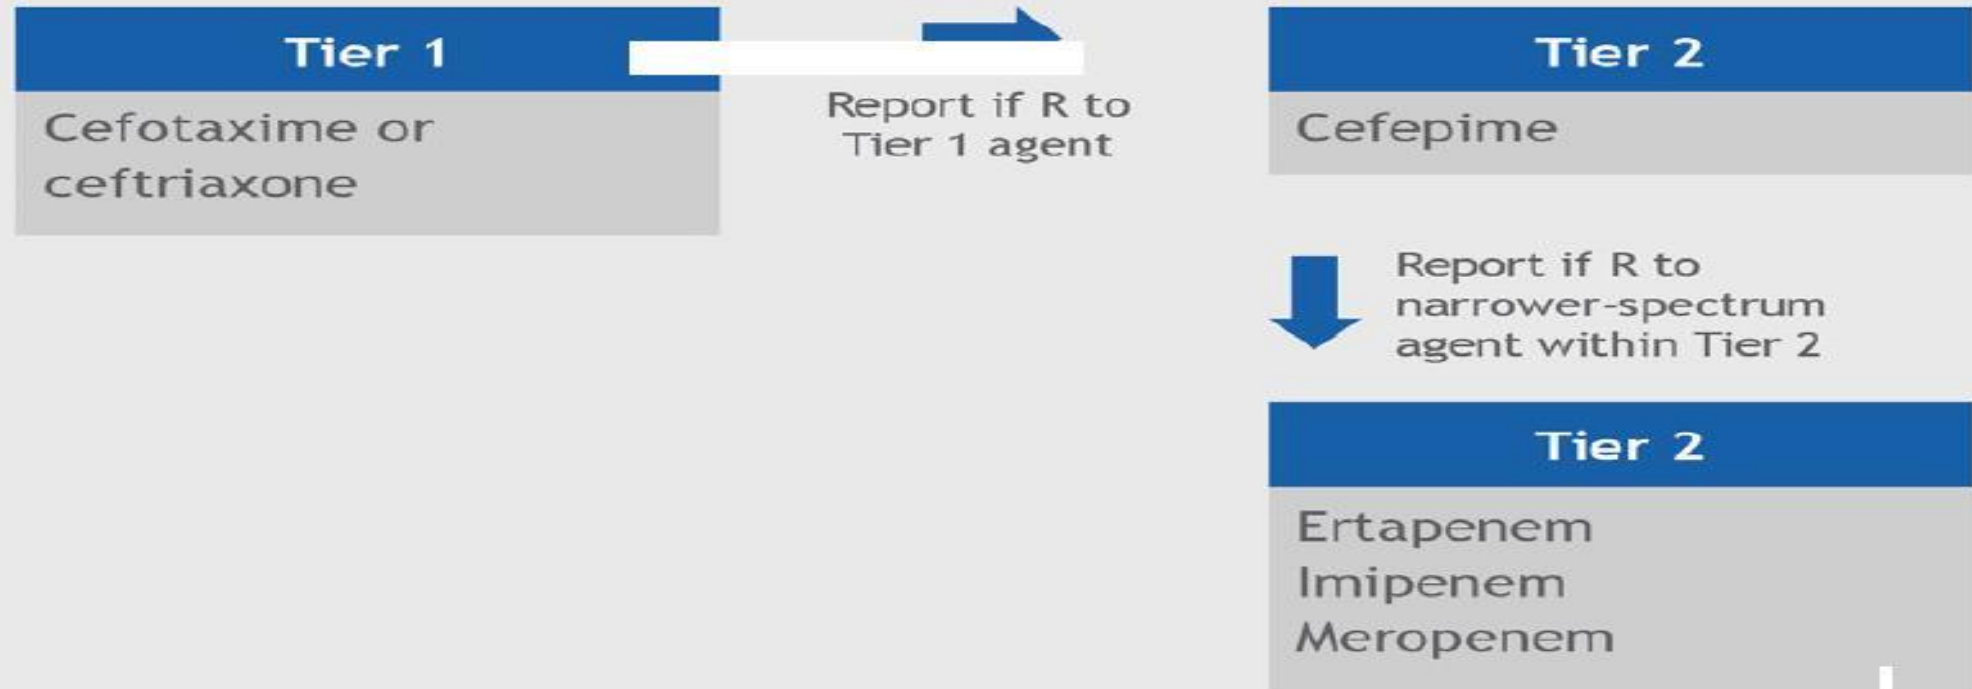 Tier 1
Cefotaxime or
ceftriaxone
Report if R to
Tier 1 agent
Tier 2
Cefepime
Report if R to
narrower-spectrum
agent within Tier 2
Tier 2
Ertapenem
Imipenem
Meropenem